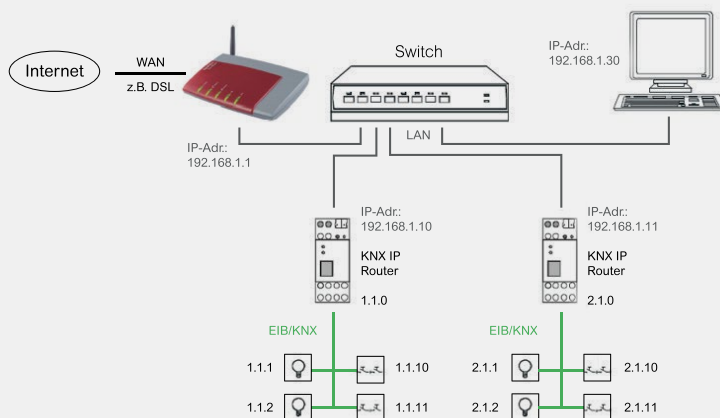 Internet
WAN
z.B. DSL
IP-Adr.:
192.168.1.1
Switch
LAN
IP-Adr.:
192.168.1.30
IP-Adr.:
192.168.1.10
KNX IP
Router
1.1.0
IP-Adr.:
192.168.1.11
KNX IP
Router
2.1.0
EIB/KNX
EIB/KNX
1.1.1
1.1.10
2.1.1
2.1.10
1.1.2
1.1.11
2.1.2
2.1.11